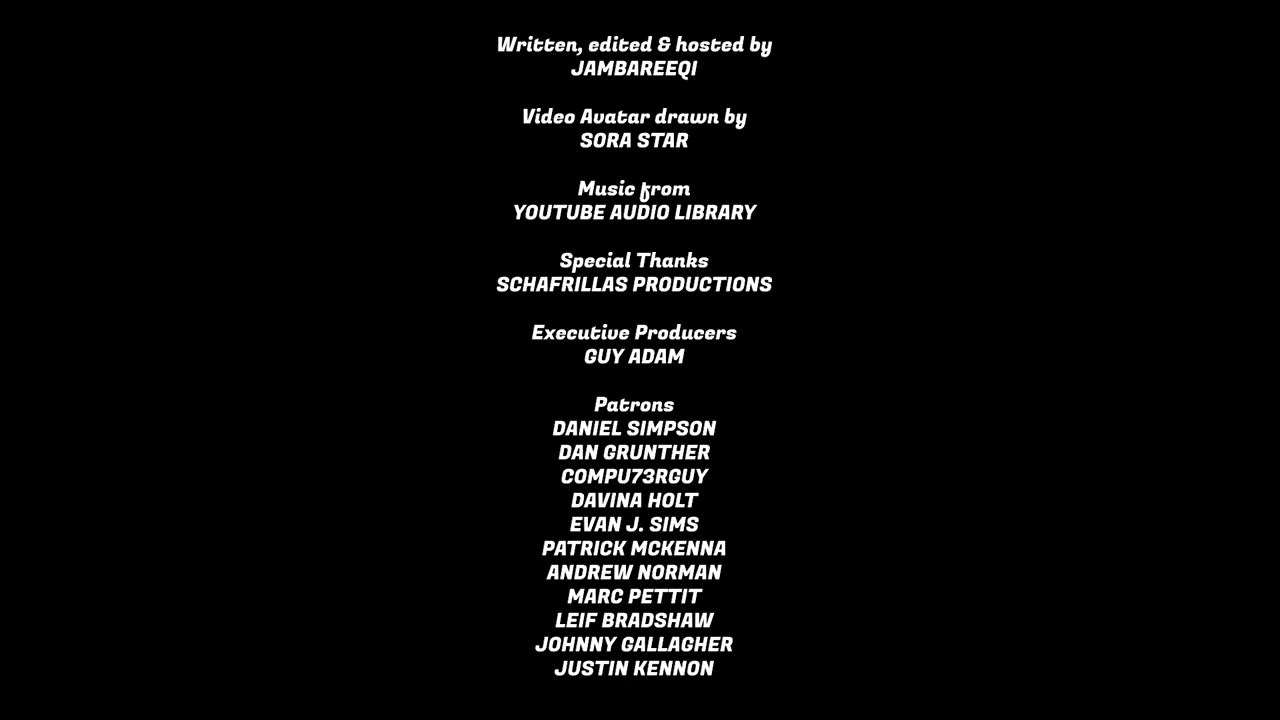 Written, edited & hosted by
JAMBAREEQI
Video Avatar drawn by
SORA STAR
Music from
YOUTUBE AUDIO LIBRARY
Special Thanks
SCHAFRILLAS PRODUCTIONS
Executive Producers
GUY ADAM
Patrons
DANIEL SIMPSON
DAN GRUNTHER
COMPU73RGUY
DAVINA HOLT
EVAN J. SIMS
PATRICK MCKENNA
ANDREW NORMAN
MARC PETTIT
LEIF BRADSHAW
JOHNNY GALLAGHER
JUSTIN KENNON